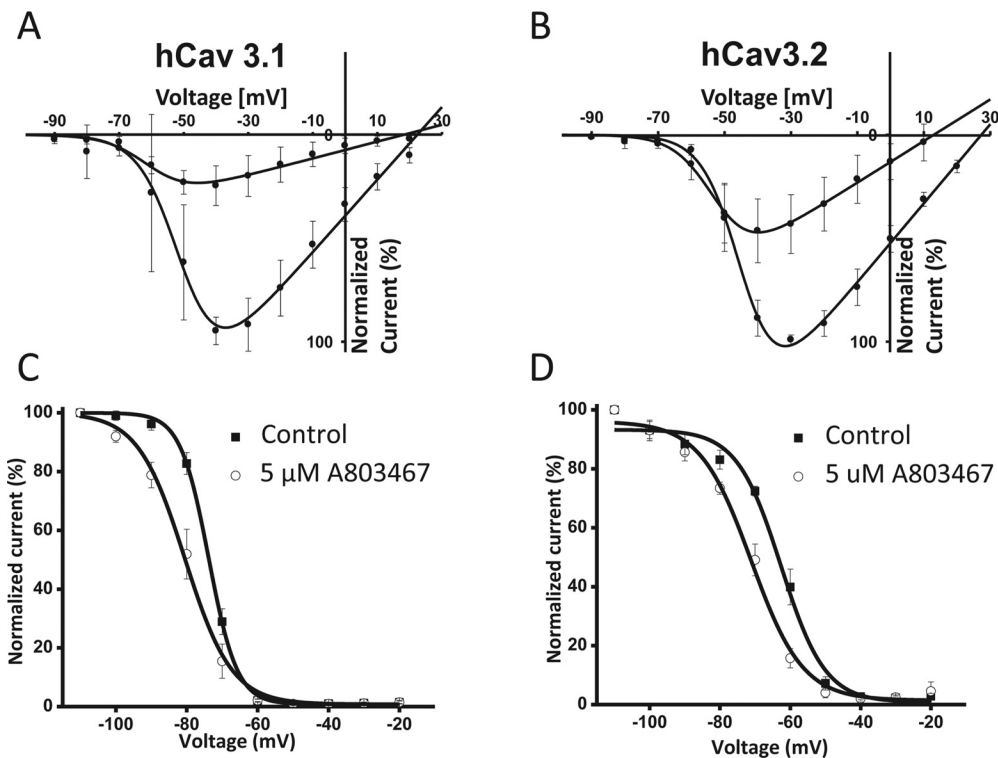 A
hCav 3.1
Voltage [mV]
-90 -70 -50 -30 -10 0 10 30
100
Normalized
Current (%)
B
hCav3.2
Voltage [mV]
-90 -70 -50 -30 -10 0 10 30
100
Normalized
Current (%)
C
Normalized current (%)
100
80
60
40
20
0
Control
5 µM A803467
-100 -80 -60 -40 -20
Voltage (mV)
D
Normalized current (%)
100
80
60
40
20
0
Control
5 uM A803467
-100 -80 -60 -40 -20
Voltage (mV)